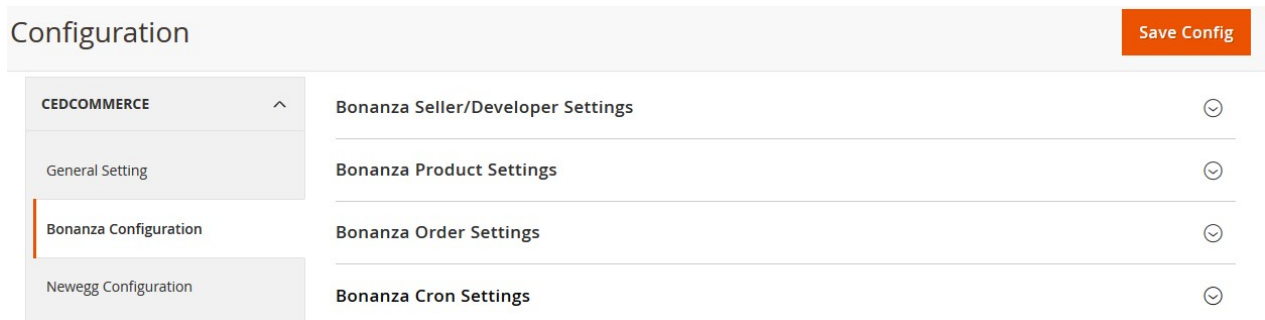 Configuration
Save Config
CEDCOMMERCE
General Setting
Bonanza Configuration
Newegg Configuration
Bonanza Seller/Developer Settings
Bonanza Product Settings
Bonanza Order Settings
Bonanza Cron Settings